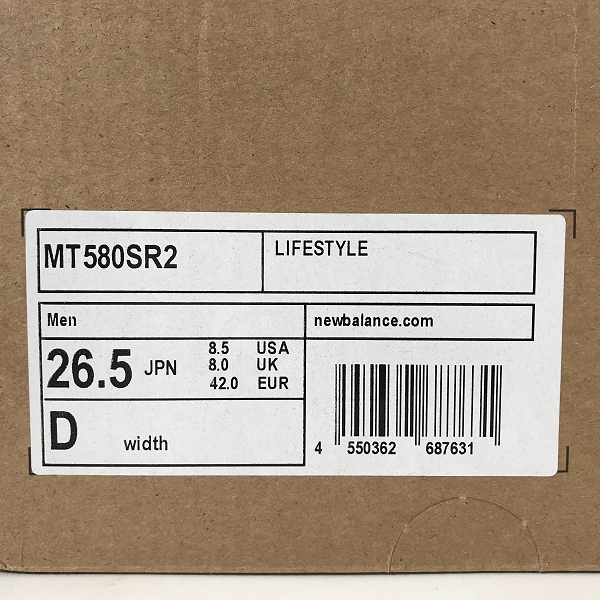 MT580SR2 LIFESTYLE
Men newbalance.com
26.5 JPN
8.5 USA
8.0 UK
42.0 EUR
D width
4 550362 687631